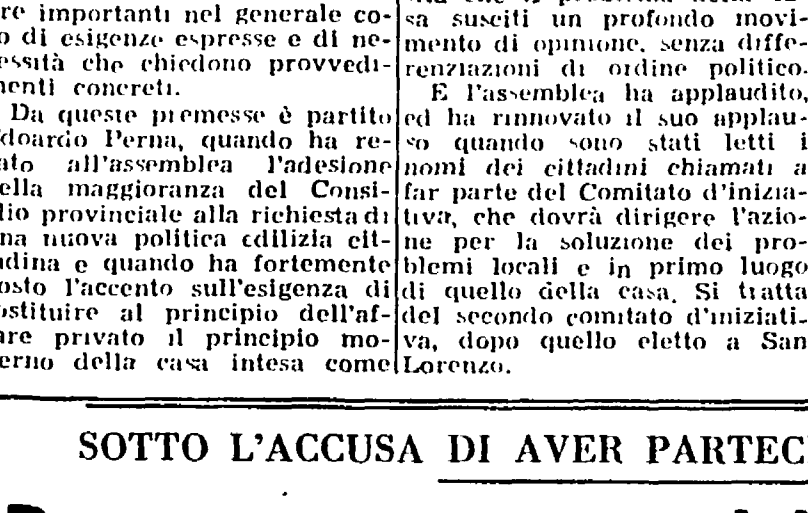 re importanti nel generale co-
o di esigenze espresse e di ne-
essità che chiedono provvedi-
menti concreti.
Da queste premesse è partito
doardo Perna, quando ha re-
ato all'assemblea l'adesione
ella maggioranza del Consi-
lio provinciale alla richiesta di
na nuova politica edilizia cit-
adina e quando ha fortemente
osto l'accento sull'esigenza di
ostituire al principio dell'af-
are privato il principio mo-
erno della casa intesa come
sa susciti un profondo movi-
mento di opinione, senza diffe-
renziazioni di ordine politico.
E l'assemblea ha applaudito,
ed ha rinnovato il suo applau-
so quando sono stati letti i
nomi dei cittadini chiamati a
far parte del Comitato d'inizia-
tiva, che dovrà dirigere l'azio-
ne per la soluzione dei pro-
blemi locali e in primo luogo
di quello della casa. Si tratta
del secondo comitato d'iniziati-
va, dopo quello eletto a San
Lorenzo.
SOTTO L'ACCUSA DI AVER PARTEC